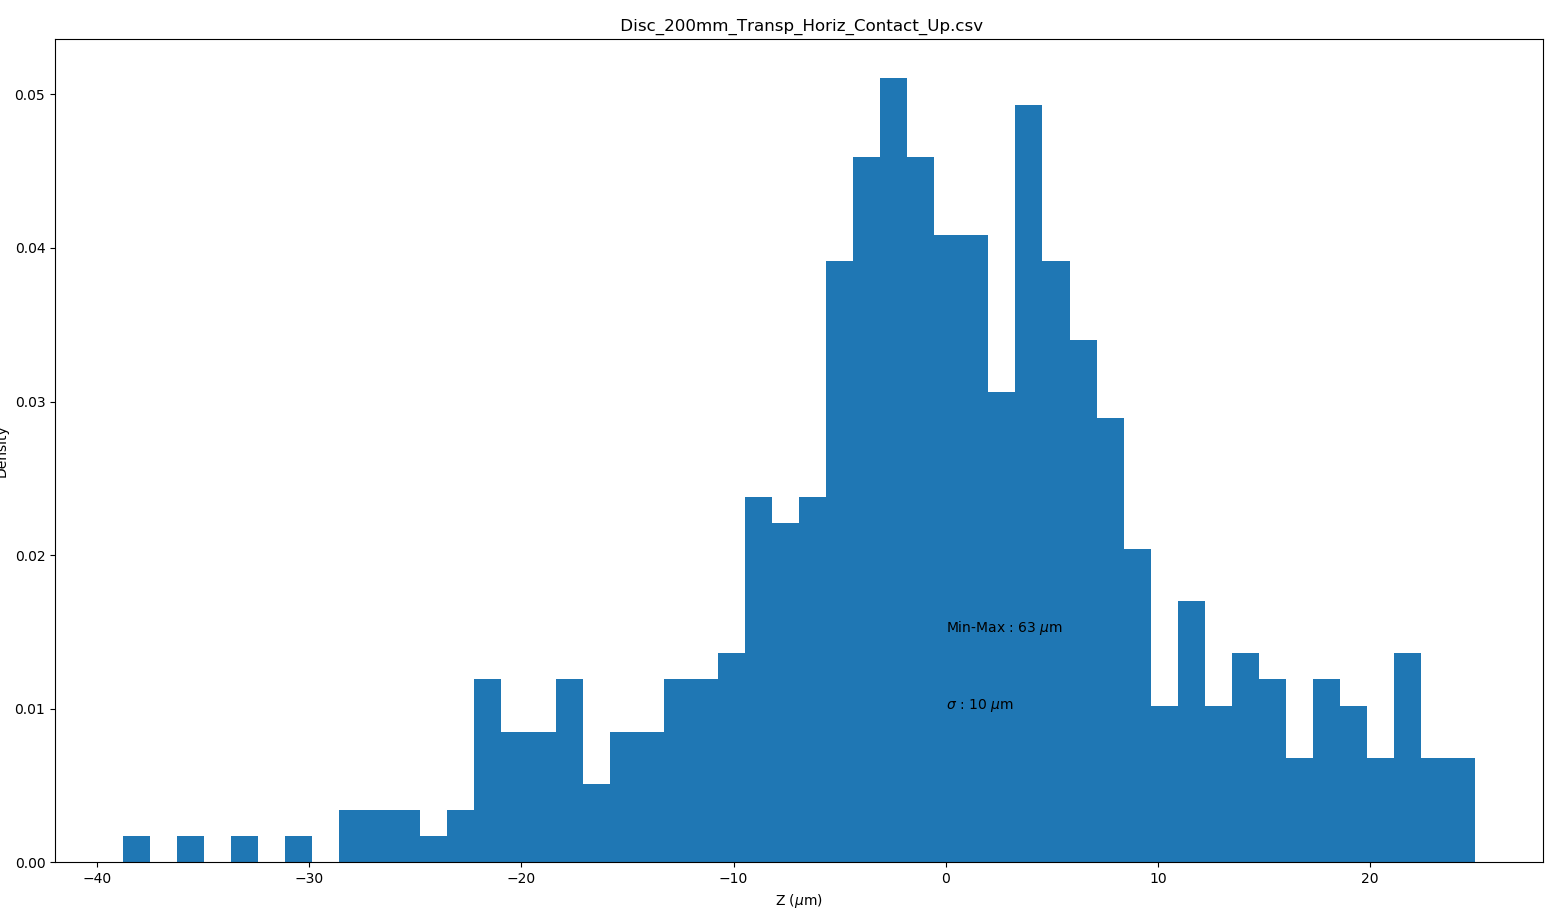 Disc_200mm_Transp_Horiz_Contact_Up.csv
0.05
0.04
0.03
0.02
0.01
0.00
Density
Min-Max : 63 μm
σ : 10 μm
−40 −30 −20 −10 0 10 20
Z (μm)